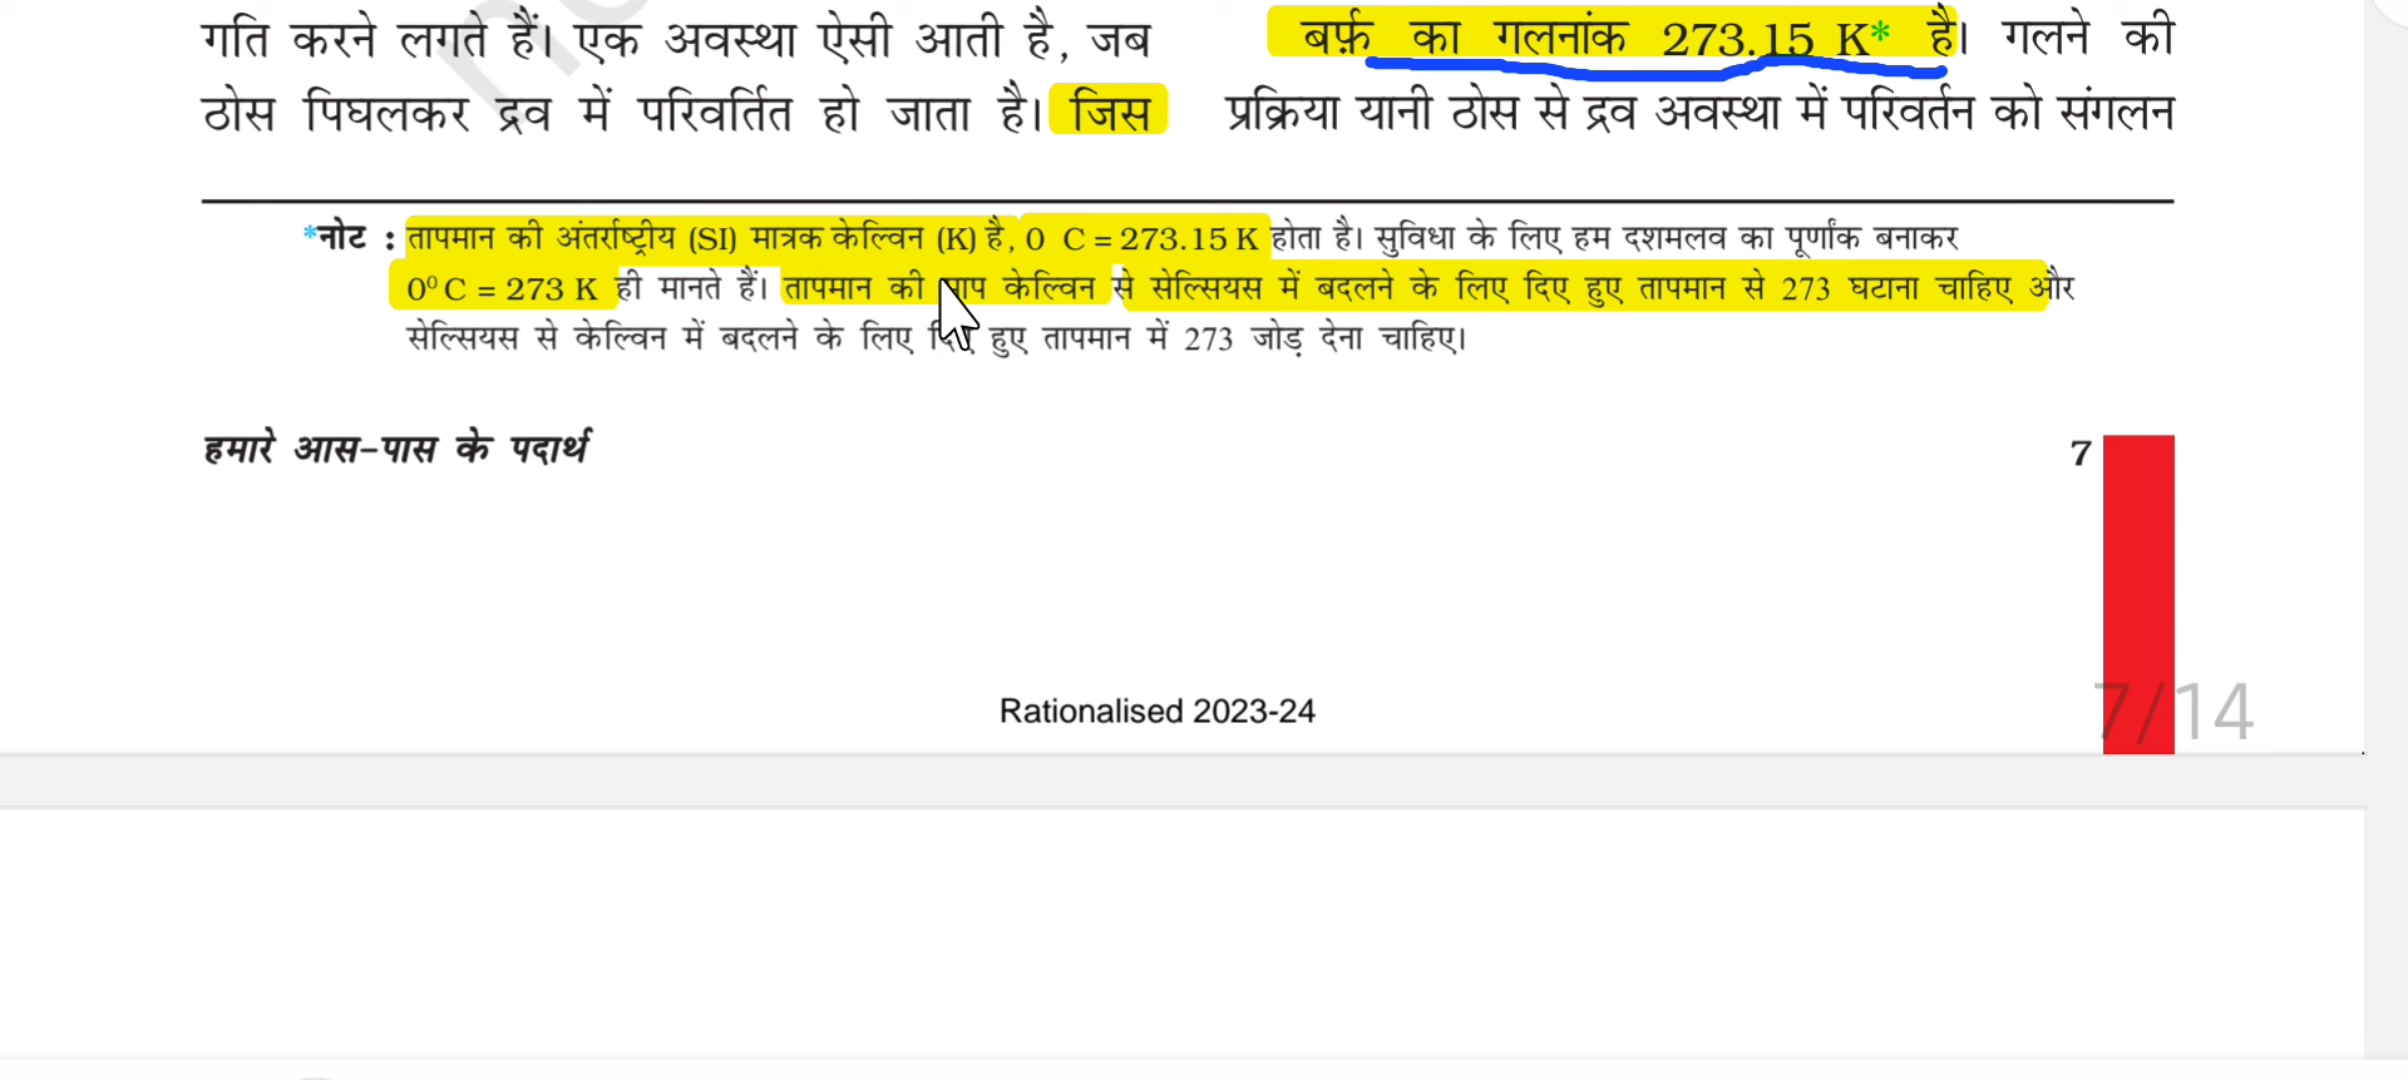 गति करने लगते हैं। एक अवस्था ऐसी आती है, जब
ठोस पिघलकर द्रव में परिवर्तित हो जाता है। जिस
बर्फ़ का गलनांक 273.15 K* है। गलने की
प्रक्रिया यानी ठोस से द्रव अवस्था में परिवर्तन को संगलन
*नोट : तापमान की अंतर्राष्ट्रीय (SI) मात्रक केल्विन (K) है, 0 C = 273.15 K होता है। सुविधा के लिए हम दशमलव का पूर्णांक बनाकर
0⁰C = 273 K ही मानते हैं। तापमान की माप केल्विन से सेल्सियस में बदलने के लिए दिए हुए तापमान से 273 घटाना चाहिए और
सेल्सियस से केल्विन में बदलने के लिए दिए हुए तापमान में 273 जोड़ देना चाहिए।
हमारे आस-पास के पदार्थ
7
Rationalised 2023-24
7/14